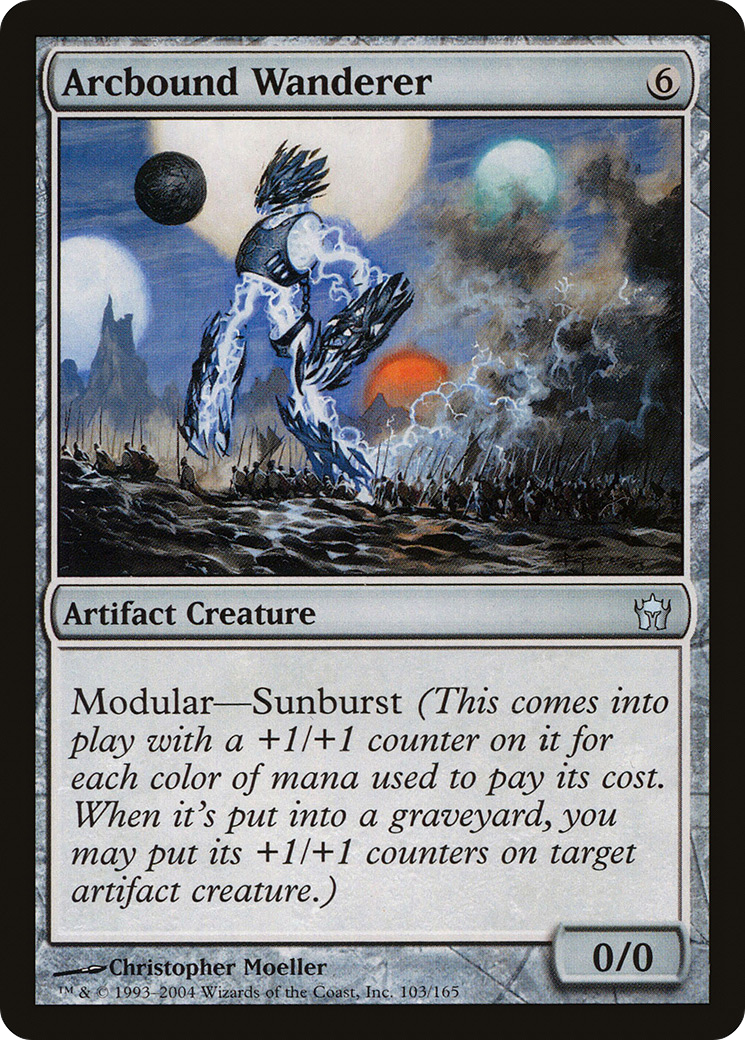 Arcbound Wanderer 6
Artifact Creature
Modular—Sunburst (This comes into
play with a +1/+1 counter on it for
each color of mana used to pay its cost.
When it's put into a graveyard, you
may put its +1/+1 counters on target
artifact creature.)
0/0
Christopher Moeller
™ & © 1993–2004 Wizards of the Coast, Inc. 103/165